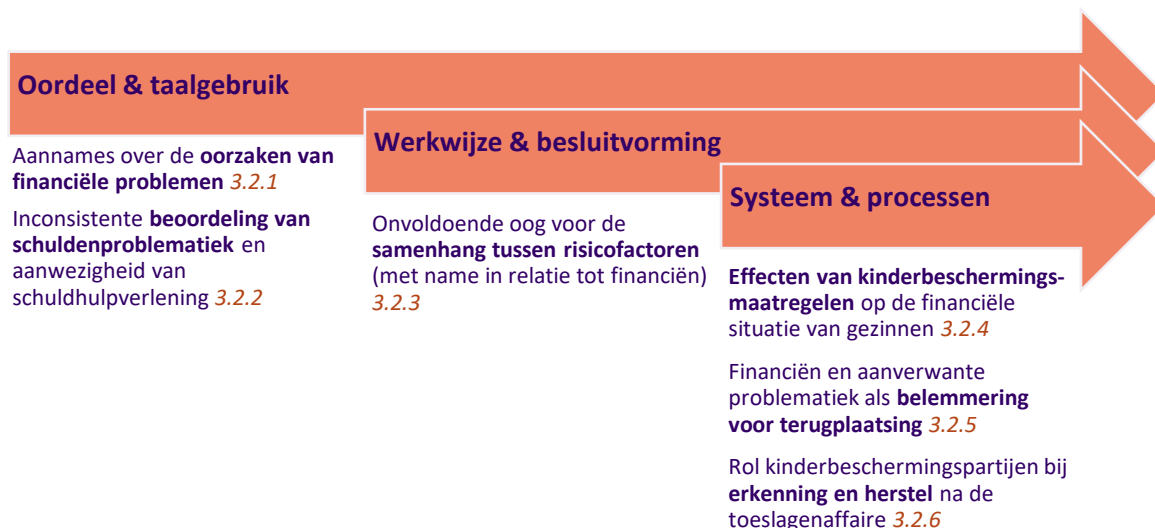 Oordeel & taalgebruik
Aannames over de oorzaken van
financiële problemen 3.2.1
Inconsistente beoordeling van
schuldenproblematiek en
aanwezigheid van
schuldhulpverlening 3.2.2
Werkwijze & besluitvorming
Onvoldoende oog voor de
samenhang tussen risicofactoren
(met name in relatie tot financiën)
3.2.3
Systeem & processen
Effecten van kinderbeschermings-
maatregelen op de financiële
situatie van gezinnen 3.2.4
Financiën en aanverwante
problematiek als belemmering
voor terugplaatsing 3.2.5
Rol kinderbeschermingspartijen bij
erkenning en herstel na de
toeslagenaffaire 3.2.6